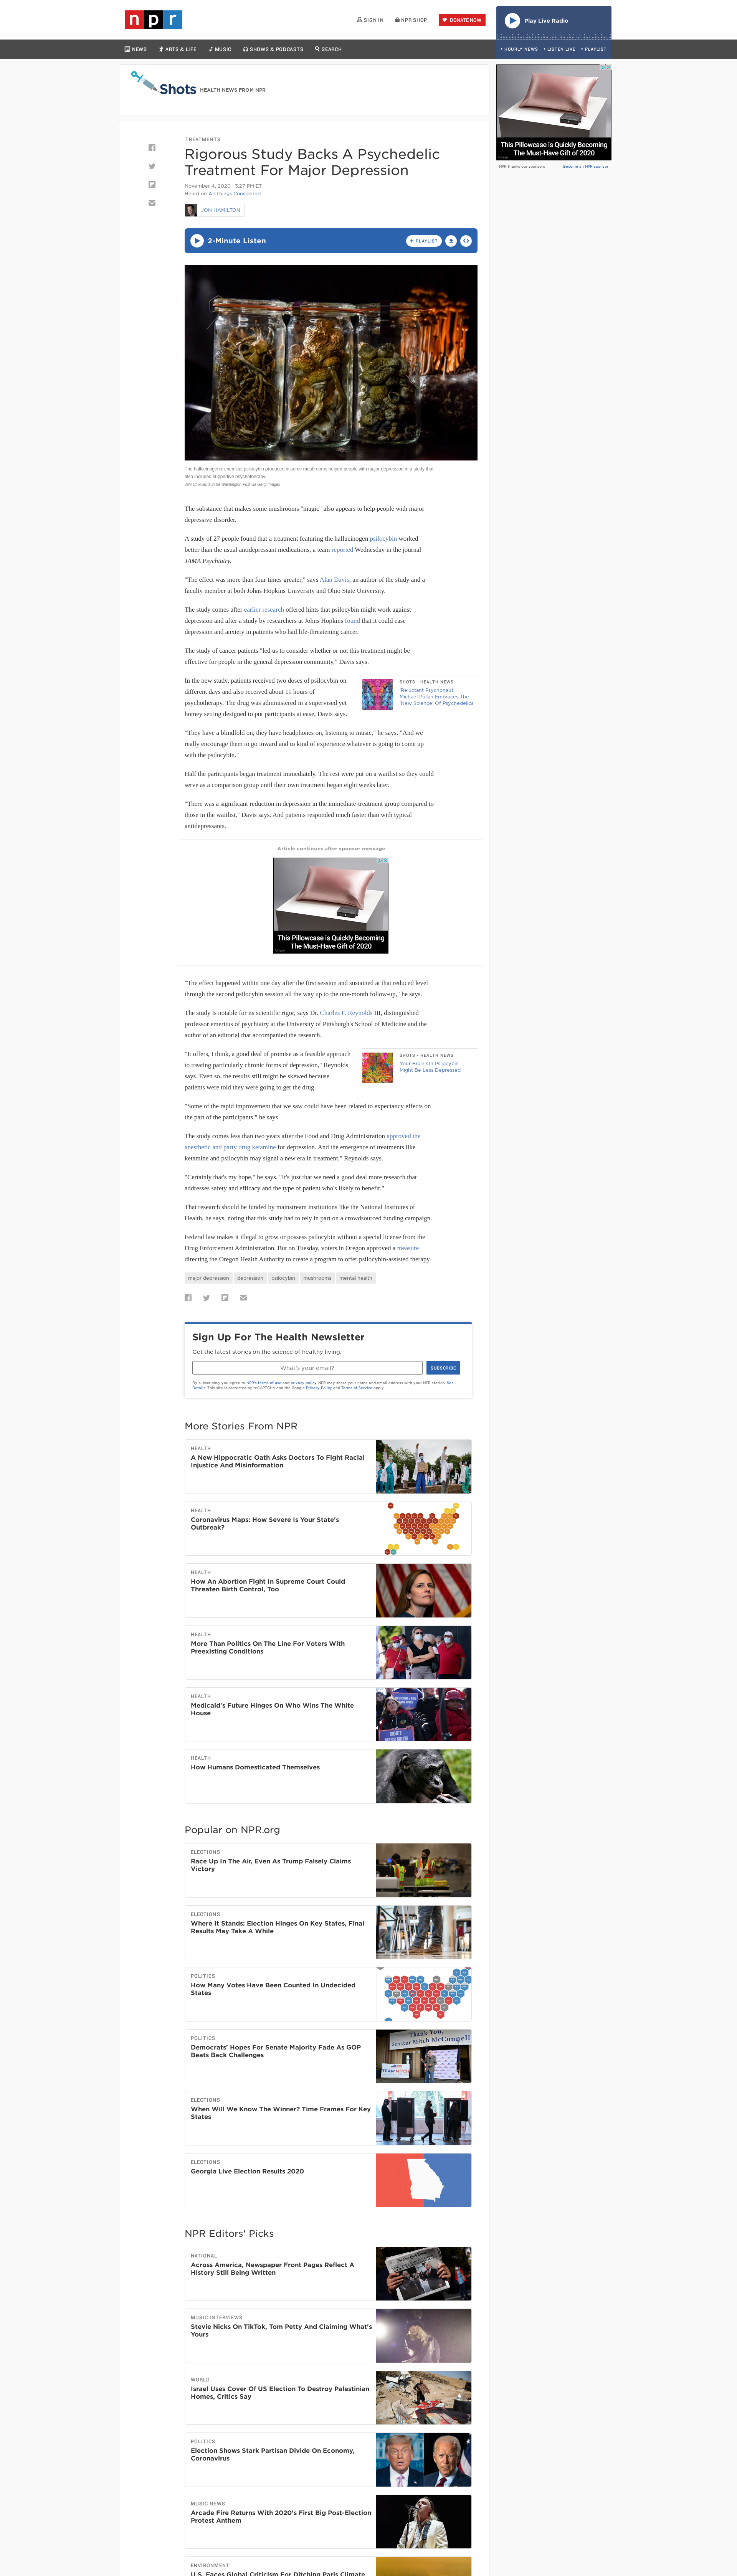 npr
SIGN IN
NPR SHOP
DONATE NOW
Play Live Radio
NEWS
ARTS & LIFE
MUSIC
SHOWS & PODCASTS
SEARCH
HOURLY NEWS
LISTEN LIVE
PLAYLIST
Shots
HEALTH NEWS FROM NPR
This Pillowcase is Quickly Becoming
The Must-Have Gift of 2020
NPR thanks our sponsors
Become an NPR sponsor
TREATMENTS
Rigorous Study Backs A Psychedelic
Treatment For Major Depression
November 4, 2020 · 3:27 PM ET
Heard on All Things Considered
JON HAMILTON
2-Minute Listen
+ PLAYLIST
The hallucinogenic chemical psilocybin produced in some mushrooms helped people with major depression in a study that
also included supportive psychotherapy.
The substance that makes some mushrooms "magic" also appears to help people with major
depressive disorder.
A study of 27 people found that a treatment featuring the hallucinogen psilocybin worked
better than the usual antidepressant medications, a team reported Wednesday in the journal
JAMA Psychiatry.
"The effect was more than four times greater," says Alan Davis, an author of the study and a
faculty member at both Johns Hopkins University and Ohio State University.
The study comes after earlier research offered hints that psilocybin might work against
depression and after a study by researchers at Johns Hopkins found that it could ease
depression and anxiety in patients who had life-threatening cancer.
The study of cancer patients "led us to consider whether or not this treatment might be
effective for people in the general depression community," Davis says.
In the new study, patients received two doses of psilocybin on
different days and also received about 11 hours of
psychotherapy. The drug was administered in a supervised yet
homey setting designed to put participants at ease, Davis says.
SHOTS - HEALTH NEWS
'Reluctant Psychonaut'
Michael Pollan Embraces The
'New Science' Of Psychedelics
"They have a blindfold on, they have headphones on, listening to music," he says. "And we
really encourage them to go inward and to kind of experience whatever is going to come up
with the psilocybin."
Half the participants began treatment immediately. The rest were put on a waitlist so they could
serve as a comparison group until their own treatment began eight weeks later.
"There was a significant reduction in depression in the immediate-treatment group compared to
those in the waitlist," Davis says. And patients responded much faster than with typical
antidepressants.
Article continues after sponsor message
This Pillowcase is Quickly Becoming
The Must-Have Gift of 2020
"The effect happened within one day after the first session and sustained at that reduced level
through the second psilocybin session all the way up to the one-month follow-up," he says.
The study is notable for its scientific rigor, says Dr. Charles F. Reynolds III, distinguished
professor emeritus of psychiatry at the University of Pittsburgh's School of Medicine and the
author of an editorial that accompanied the research.
"It offers, I think, a good deal of promise as a feasible approach
to treating particularly chronic forms of depression," Reynolds
says. Even so, the results still might be skewed because
patients were told they were going to get the drug.
SHOTS - HEALTH NEWS
Your Brain On Psilocybin
Might Be Less Depressed
"Some of the rapid improvement that we saw could have been related to expectancy effects on
the part of the participants," he says.
The study comes less than two years after the Food and Drug Administration approved the
anesthetic and party drug ketamine for depression. And the emergence of treatments like
ketamine and psilocybin may signal a new era in treatment," Reynolds says.
"Certainly that's my hope," he says. "It's just that we need a good deal more research that
addresses safety and efficacy and the type of patient who's likely to benefit."
That research should be funded by mainstream institutions like the National Institutes of
Health, he says, noting that this study had to rely in part on a crowdsourced funding campaign.
Federal law makes it illegal to grow or possess psilocybin without a special license from the
Drug Enforcement Administration. But on Tuesday, voters in Oregon approved a measure
directing the Oregon Health Authority to create a program to offer psilocybin-assisted therapy.
major depression
depression
psilocybin
mushrooms
mental health
Sign Up For The Health Newsletter
Get the latest stories on the science of healthy living.
What's your email?
SUBSCRIBE
By subscribing, you agree to NPR's terms of use and privacy policy. NPR may share your name and email address with your NPR station. See
Details. This site is protected by reCAPTCHA and the Google Privacy Policy and Terms of Service apply.
More Stories From NPR
HEALTH
A New Hippocratic Oath Asks Doctors To Fight Racial
Injustice And Misinformation
HEALTH
Coronavirus Maps: How Severe Is Your State's
Outbreak?
HEALTH
How An Abortion Fight In Supreme Court Could
Threaten Birth Control, Too
HEALTH
More Than Politics On The Line For Voters With
Preexisting Conditions
HEALTH
Medicaid's Future Hinges On Who Wins The White
House
HEALTH
How Humans Domesticated Themselves
Popular on NPR.org
ELECTIONS
Race Up In The Air, Even As Trump Falsely Claims
Victory
ELECTIONS
Where It Stands: Election Hinges On Key States, Final
Results May Take A While
POLITICS
How Many Votes Have Been Counted In Undecided
States
POLITICS
Democrats' Hopes For Senate Majority Fade As GOP
Beats Back Challenges
Thank You,
Senator Mitch McConnell
TEAM MITCH
ELECTIONS
When Will We Know The Winner? Time Frames For Key
States
ELECTIONS
Georgia Live Election Results 2020
NPR Editors' Picks
NATIONAL
Across America, Newspaper Front Pages Reflect A
History Still Being Written
MUSIC INTERVIEWS
Stevie Nicks On TikTok, Tom Petty And Claiming What's
Yours
WORLD
Israel Uses Cover Of US Election To Destroy Palestinian
Homes, Critics Say
POLITICS
Election Shows Stark Partisan Divide On Economy,
Coronavirus
MUSIC NEWS
Arcade Fire Returns With 2020's First Big Post-Election
Protest Anthem
ENVIRONMENT
U.S. Faces Global Criticism For Ditching Paris Climate